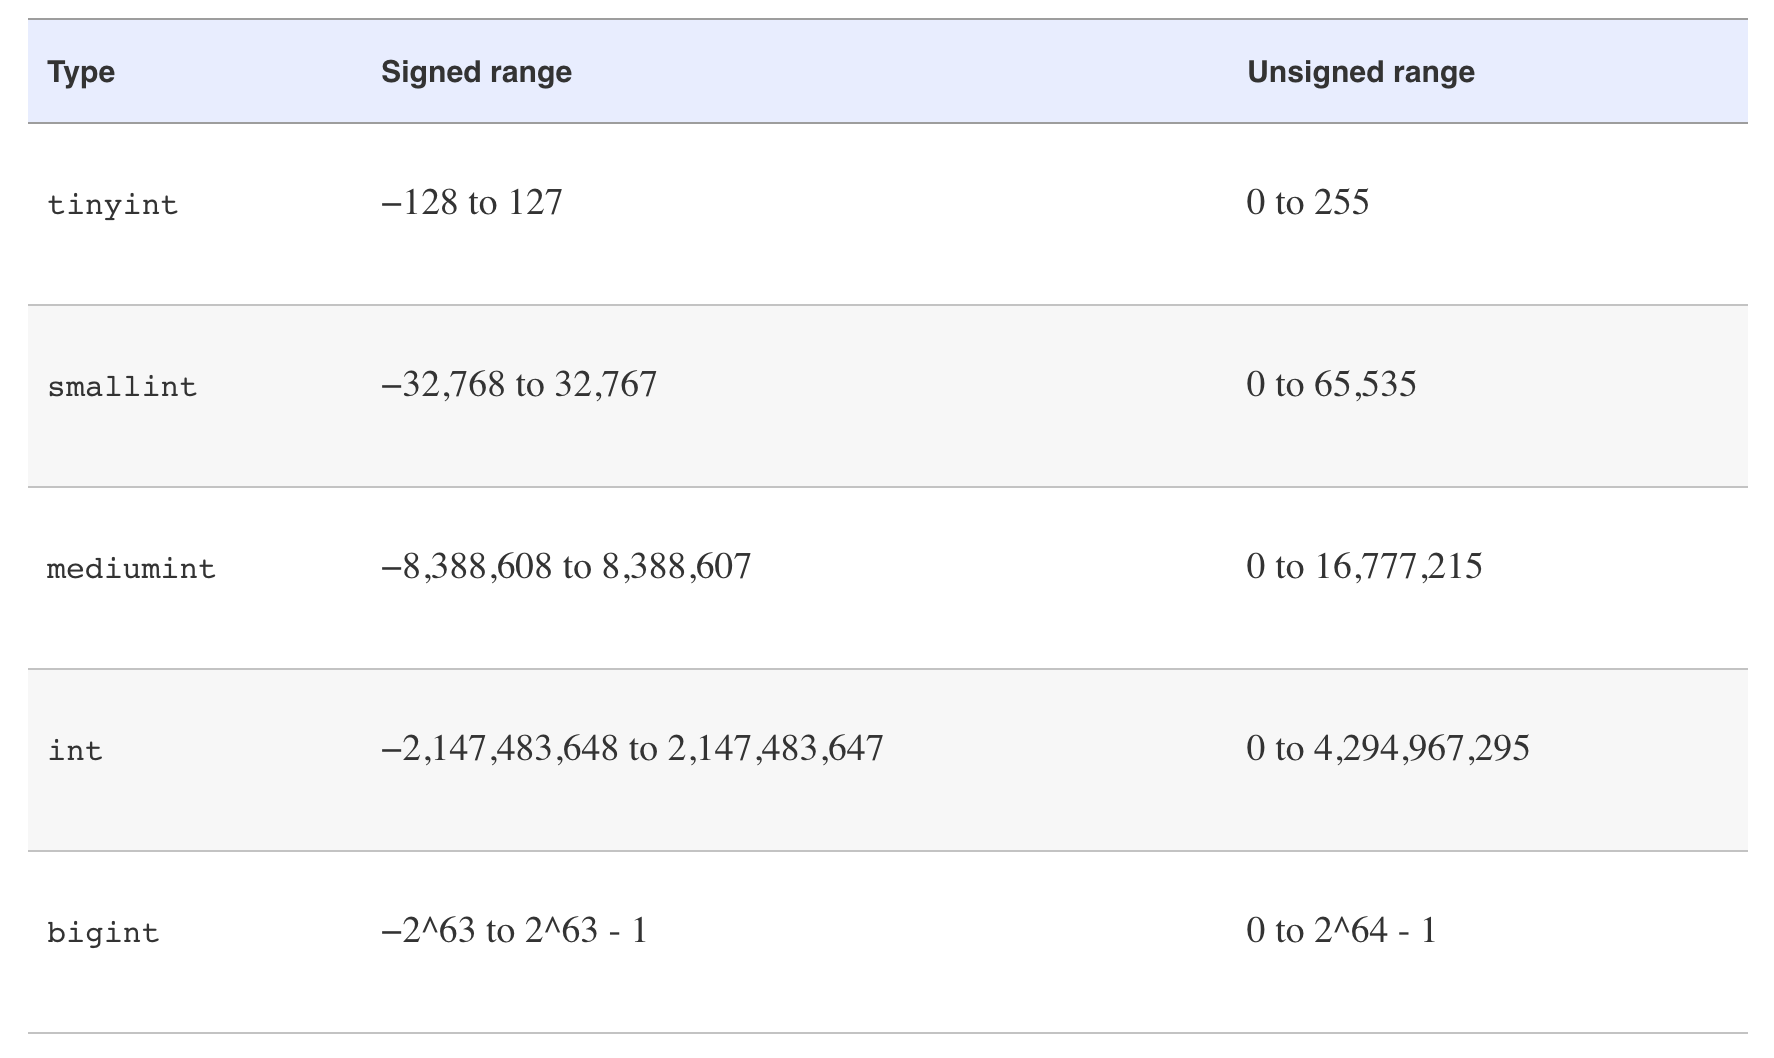 Type Signed range Unsigned range
tinyint −128 to 127 0 to 255
smallint −32,768 to 32,767 0 to 65,535
mediumint −8,388,608 to 8,388,607 0 to 16,777,215
int −2,147,483,648 to 2,147,483,647 0 to 4,294,967,295
bigint −2^63 to 2^63 - 1 0 to 2^64 - 1